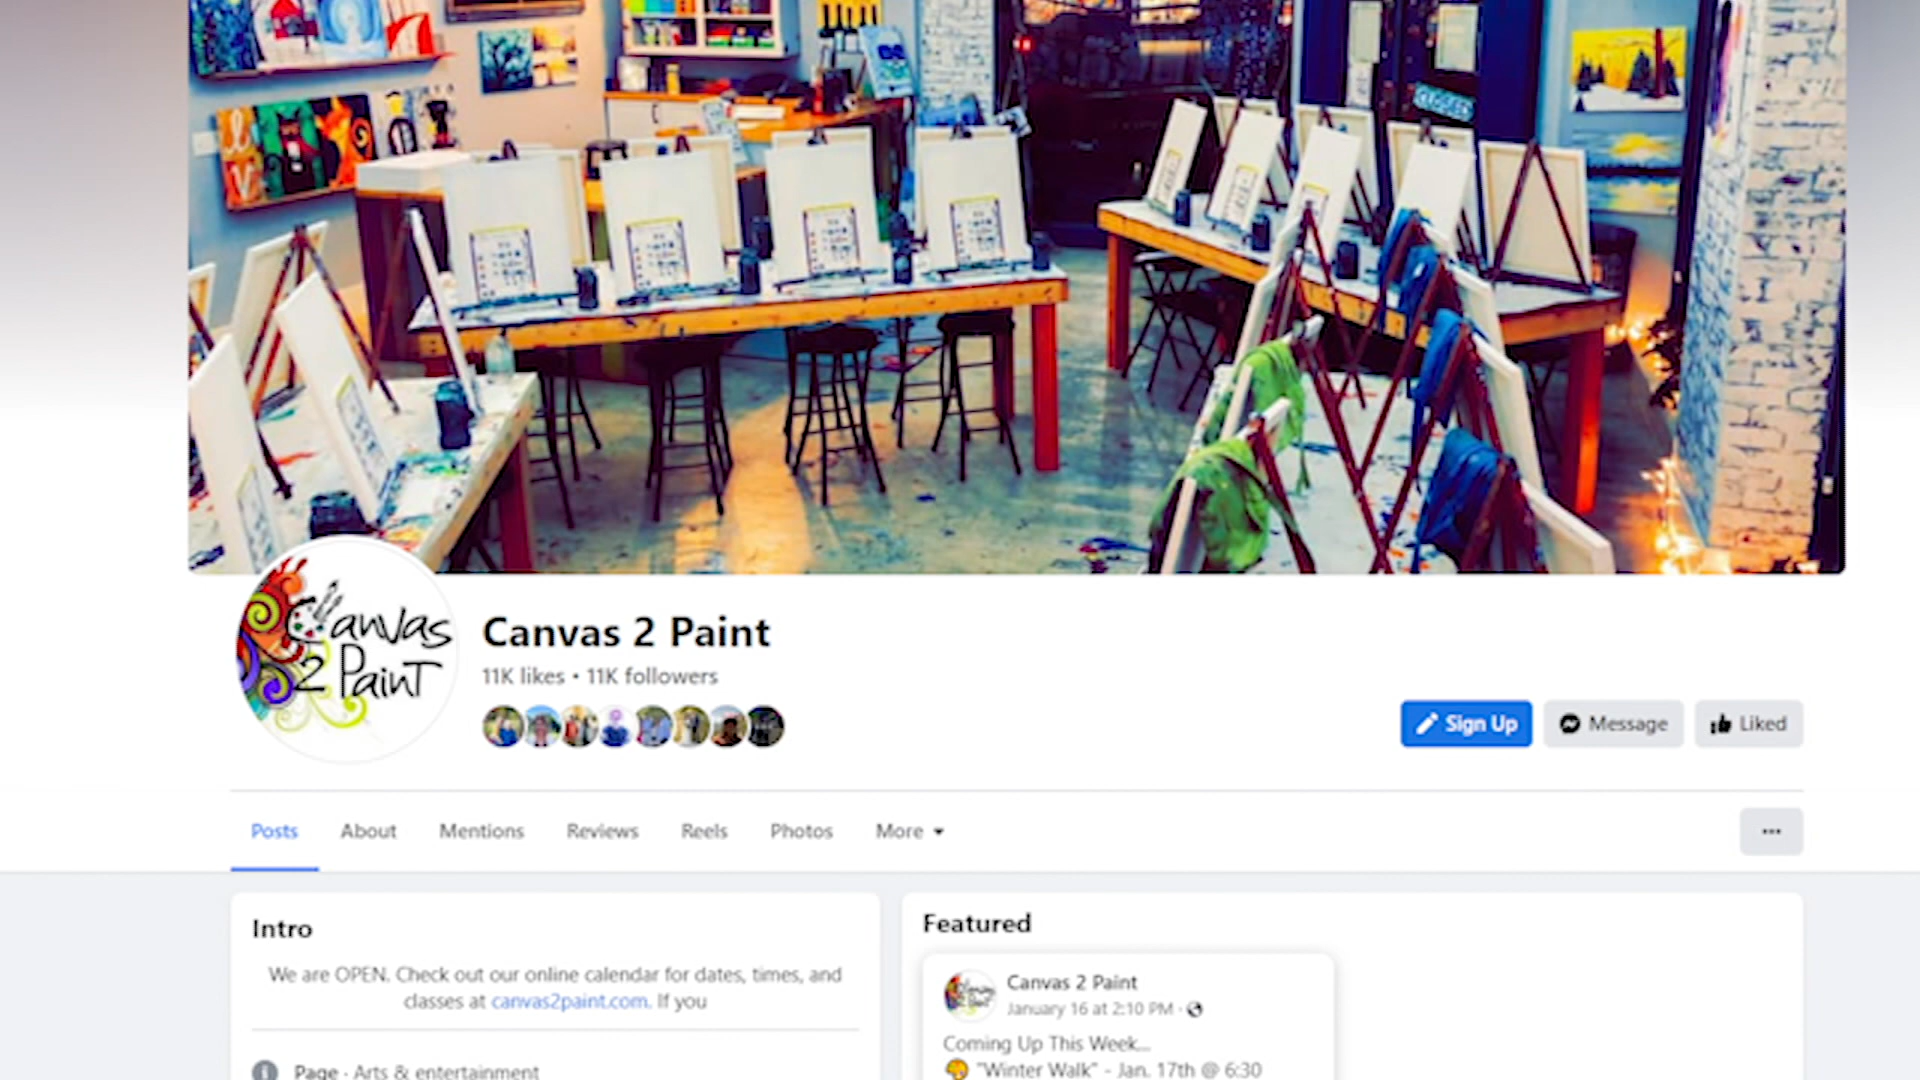 CLOSED
Canvas
2 Paint
Canvas 2 Paint
11K likes • 11K followers
Sign Up
Message
Liked
Posts
About
Mentions
Reviews
Reels
Photos
More
Intro
We are OPEN. Check out our online calendar for dates, times, and
classes at canvas2paint.com. If you
Page · Arts & entertainment
Featured
Canvas 2 Paint
January 16 at 2:10 PM ·
Coming Up This Week...
"Winter Walk" - Jan. 17th @ 6:30